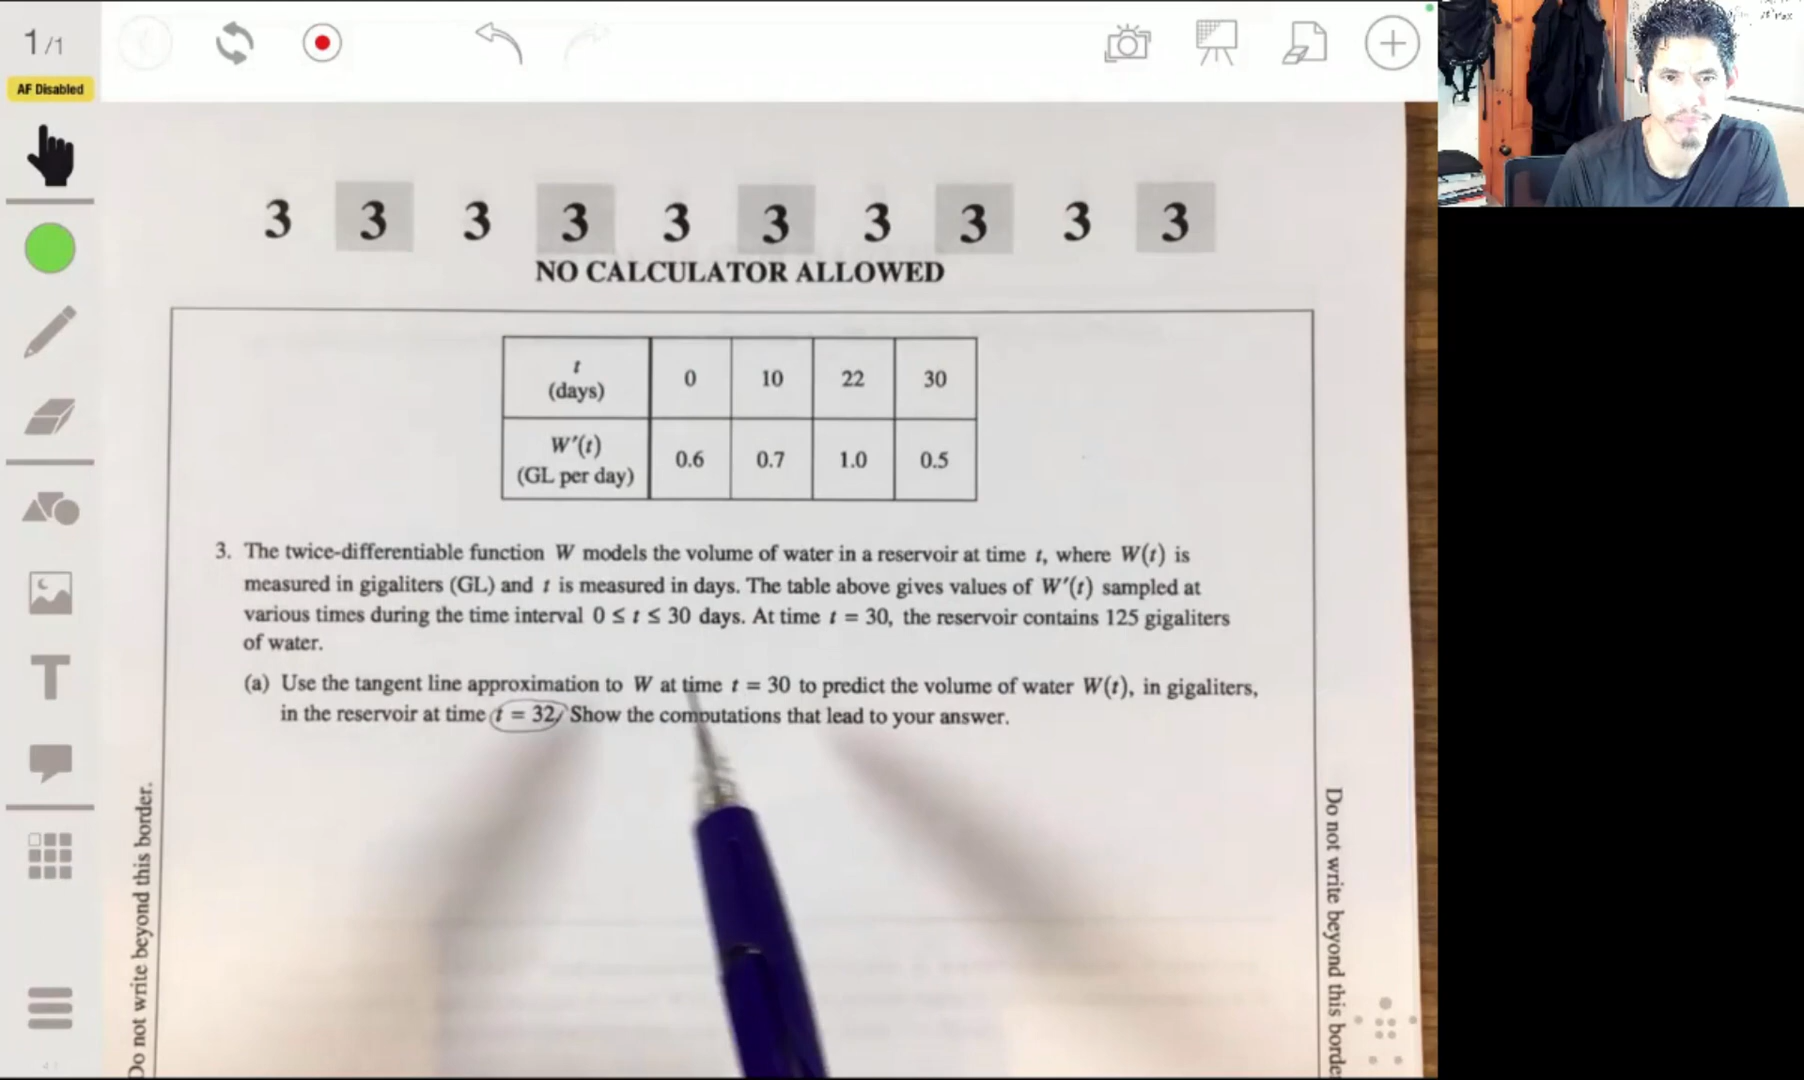 1/1
AF Disabled
3 3 3 3 3 3 3 3 3 3
NO CALCULATOR ALLOWED
t (days) 0 10 22 30
W′(t) (GL per day) 0.6 0.7 1.0 0.5
3. The twice-differentiable function W models the volume of water in a reservoir at time t, where W(t) is
measured in gigaliters (GL) and t is measured in days. The table above gives values of W′(t) sampled at
various times during the time interval 0 ≤ t ≤ 30 days. At time t = 30, the reservoir contains 125 gigaliters
of water.
(a) Use the tangent line approximation to W at time t = 30 to predict the volume of water W(t), in gigaliters,
in the reservoir at time t = 32. Show the computations that lead to your answer.
Do not write beyond this border.
Do not write beyond this borde
T